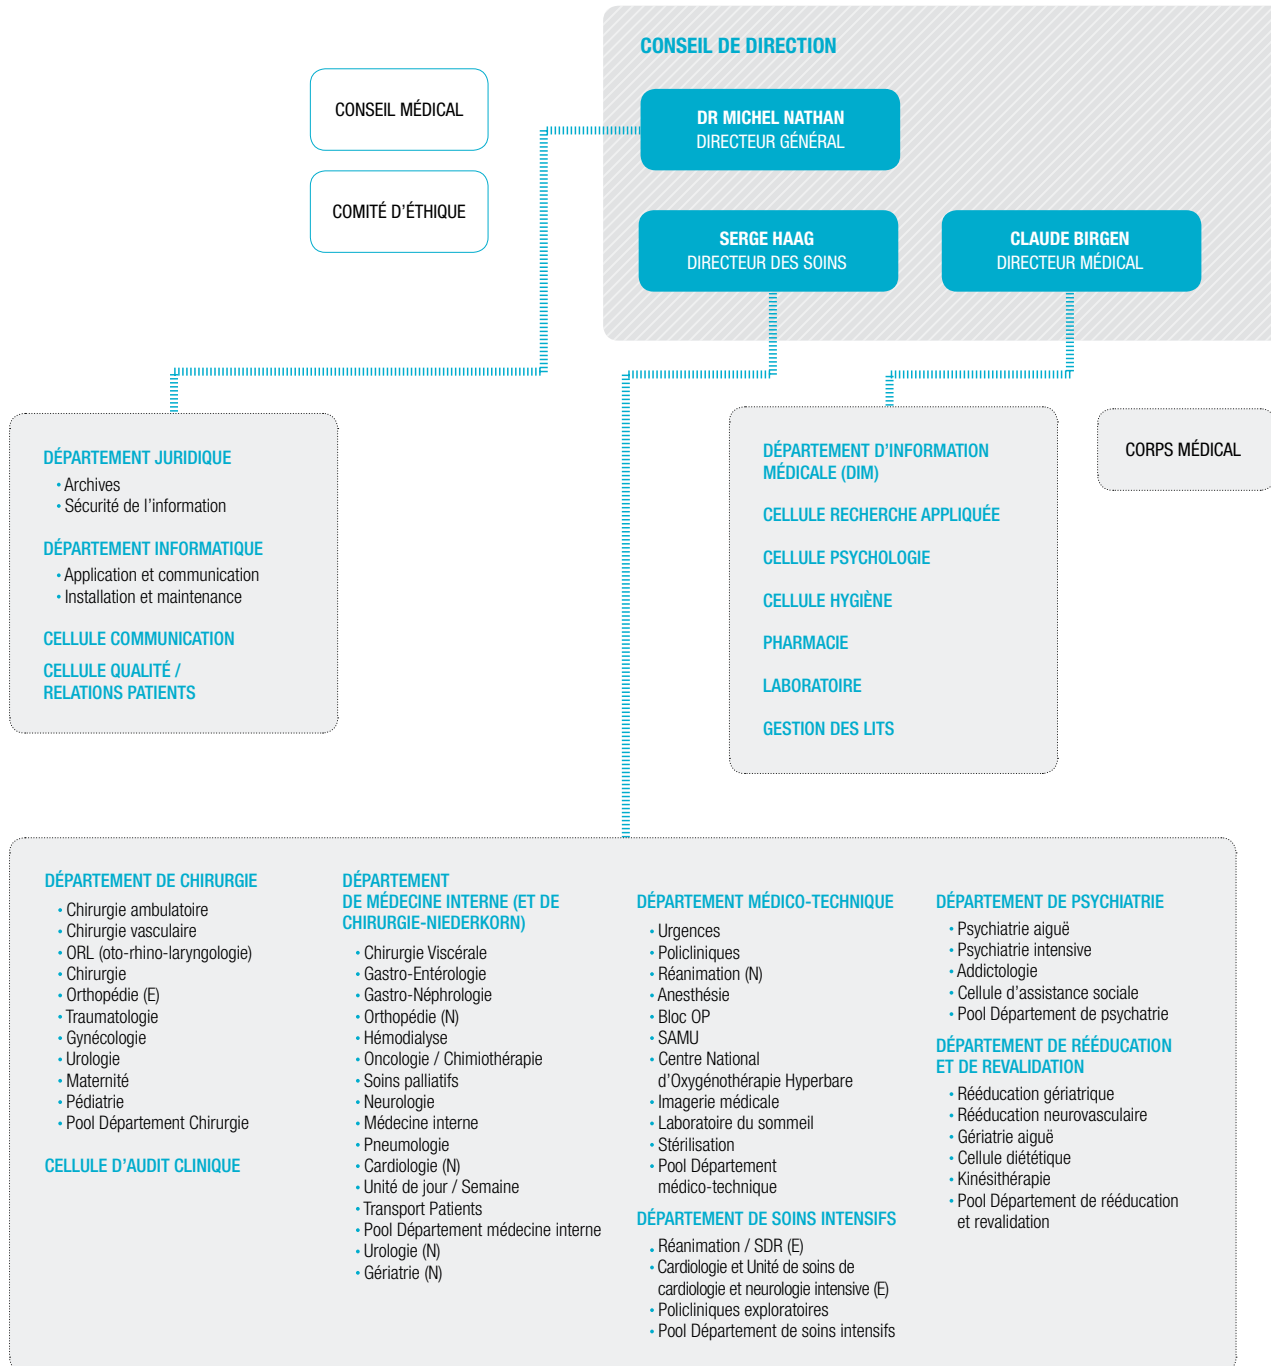 CONSEIL DE DIRECTION
CONSEIL MÉDICAL
DR MICHEL NATHAN
DIRECTEUR GÉNÉRAL
COMITÉ D'ÉTHIQUE
SERGE HAAG
DIRECTEUR DES SOINS
CLAUDE BIRGEN
DIRECTEUR MÉDICAL
DÉPARTEMENT JURIDIQUE
• Archives
• Sécurité de l'information
DÉPARTEMENT INFORMATIQUE
• Application et communication
• Installation et maintenance
CELLULE COMMUNICATION
CELLULE QUALITÉ /
RELATIONS PATIENTS
DÉPARTEMENT D'INFORMATION
MÉDICALE (DIM)
CELLULE RECHERCHE APPLIQUÉE
CELLULE PSYCHOLOGIE
CELLULE HYGIÈNE
PHARMACIE
LABORATOIRE
GESTION DES LITS
CORPS MÉDICAL
DÉPARTEMENT DE CHIRURGIE
• Chirurgie ambulatoire
• Chirurgie vasculaire
• ORL (oto-rhino-laryngologie)
• Chirurgie
• Orthopédie (E)
• Traumatologie
• Gynécologie
• Urologie
• Maternité
• Pédiatrie
• Pool Département Chirurgie
CELLULE D'AUDIT CLINIQUE
DÉPARTEMENT
DE MÉDECINE INTERNE (ET DE
CHIRURGIE-NIEDERKORN)
• Chirurgie Viscérale
• Gastro-Entérologie
• Gastro-Néphrologie
• Orthopédie (N)
• Hémodialyse
• Oncologie / Chimiothérapie
• Soins palliatifs
• Neurologie
• Médecine interne
• Pneumologie
• Cardiologie (N)
• Unité de jour / Semaine
• Transport Patients
• Pool Département médecine interne
• Urologie (N)
• Gériatrie (N)
DÉPARTEMENT MÉDICO-TECHNIQUE
• Urgences
• Policliniques
• Réanimation (N)
• Anesthésie
• Bloc OP
• SAMU
• Centre National
d'Oxygénothérapie Hyperbare
• Imagerie médicale
• Laboratoire du sommeil
• Stérilisation
• Pool Département
médico-technique
DÉPARTEMENT DE SOINS INTENSIFS
• Réanimation / SDR (E)
• Cardiologie et Unité de soins de
cardiologie et neurologie intensive (E)
• Policliniques exploratoires
• Pool Département de soins intensifs
DÉPARTEMENT DE PSYCHIATRIE
• Psychiatrie aiguë
• Psychiatrie intensive
• Addictologie
• Cellule d'assistance sociale
• Pool Département de psychatrie
DÉPARTEMENT DE RÉÉDUCATION
ET DE REVALIDATION
• Rééducation gériatrique
• Rééducation neurovasculaire
• Gériatrie aiguë
• Cellule diététique
• Kinésithérapie
• Pool Département de rééducation
et revalidation